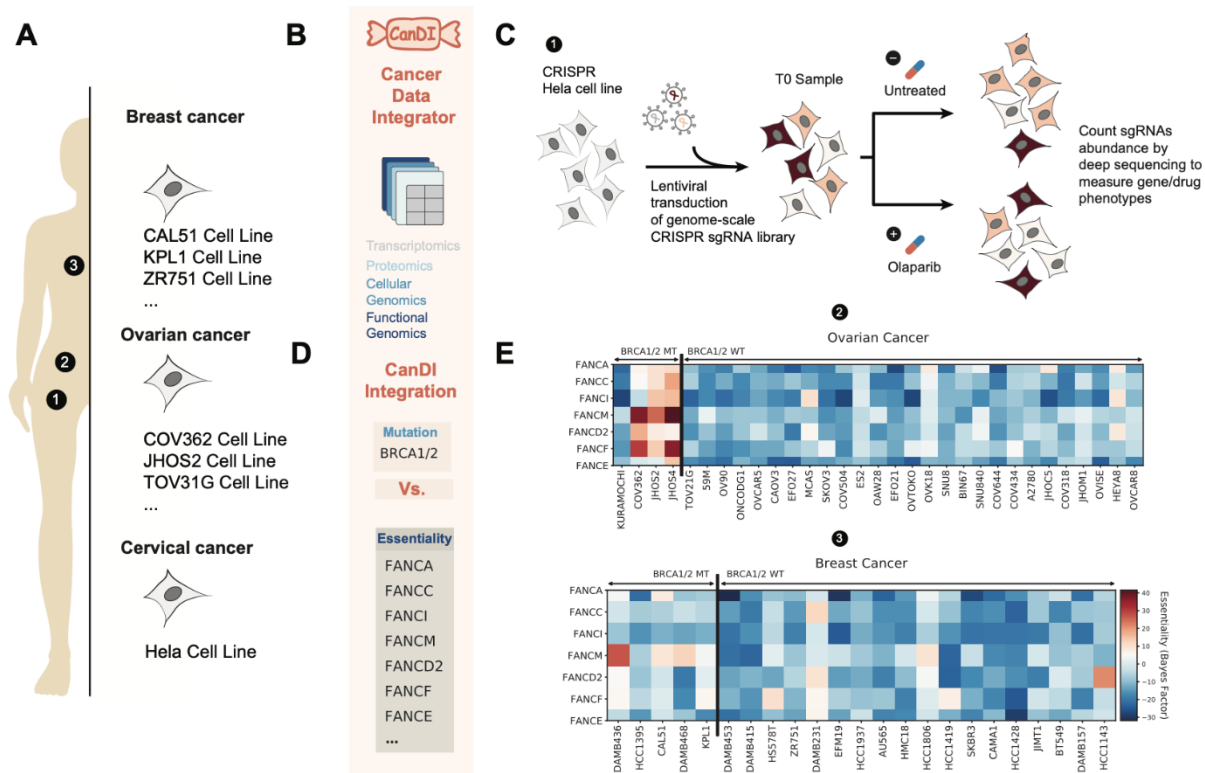 A
Breast cancer
CAL51 Cell Line
KPL1 Cell Line
ZR751 Cell Line
...
Ovarian cancer
COV362 Cell Line
JHOS2 Cell Line
TOV31G Cell Line
...
Cervical cancer
Hela Cell Line
3
2
1
B
CanDI
Cancer
Data
Integrator
Transcriptomics
Proteomics
Cellular
Genomics
Functional
Genomics
C
1
CRISPR
Hela cell line
Lentiviral
transduction
of genome-scale
CRISPR sgRNA library
T0 Sample
−
Untreated
+
Olaparib
Count sgRNAs
abundance by
deep sequencing to
measure gene/drug
phenotypes
D
CanDI
Integration
Mutation
BRCA1/2
Vs.
Essentiality
FANCA
FANCC
FANCI
FANCM
FANCD2
FANCF
FANCE
...
E
2
Ovarian Cancer
BRCA1/2 MT
BRCA1/2 WT
FANCA
FANCC
FANCI
FANCM
FANCD2
FANCF
FANCE
KURAMOCHI
COV362
JHOS2
JHOS4
TOV21G
59M
OV90
ONCODG1
OVCAR5
CAOV3
EFO27
MCAS
SKOV3
COV504
ES2
OAW28
EFO21
OVTOKO
OVK18
SNU8
BIN67
SNU840
COV644
COV434
A2780
JHOC5
COV318
JHOM1
OVISE
HEYA8
OVCAR8
3
Breast Cancer
BRCA1/2 MT
BRCA1/2 WT
FANCA
FANCC
FANCI
FANCM
FANCD2
FANCF
FANCE
DAMB436
HCC1395
CAL51
DAMB468
KPL1
DAMB453
DAMB415
HS578T
ZR751
DAMB231
EFM19
HCC1937
AU565
HMC18
HCC1806
HCC1419
SKBR3
CAMA1
HCC1428
JIMT1
BT549
DAMB157
HCC1143
40
30
20
10
0
−10
−20
−30
Essentiality (Bayes Factor)